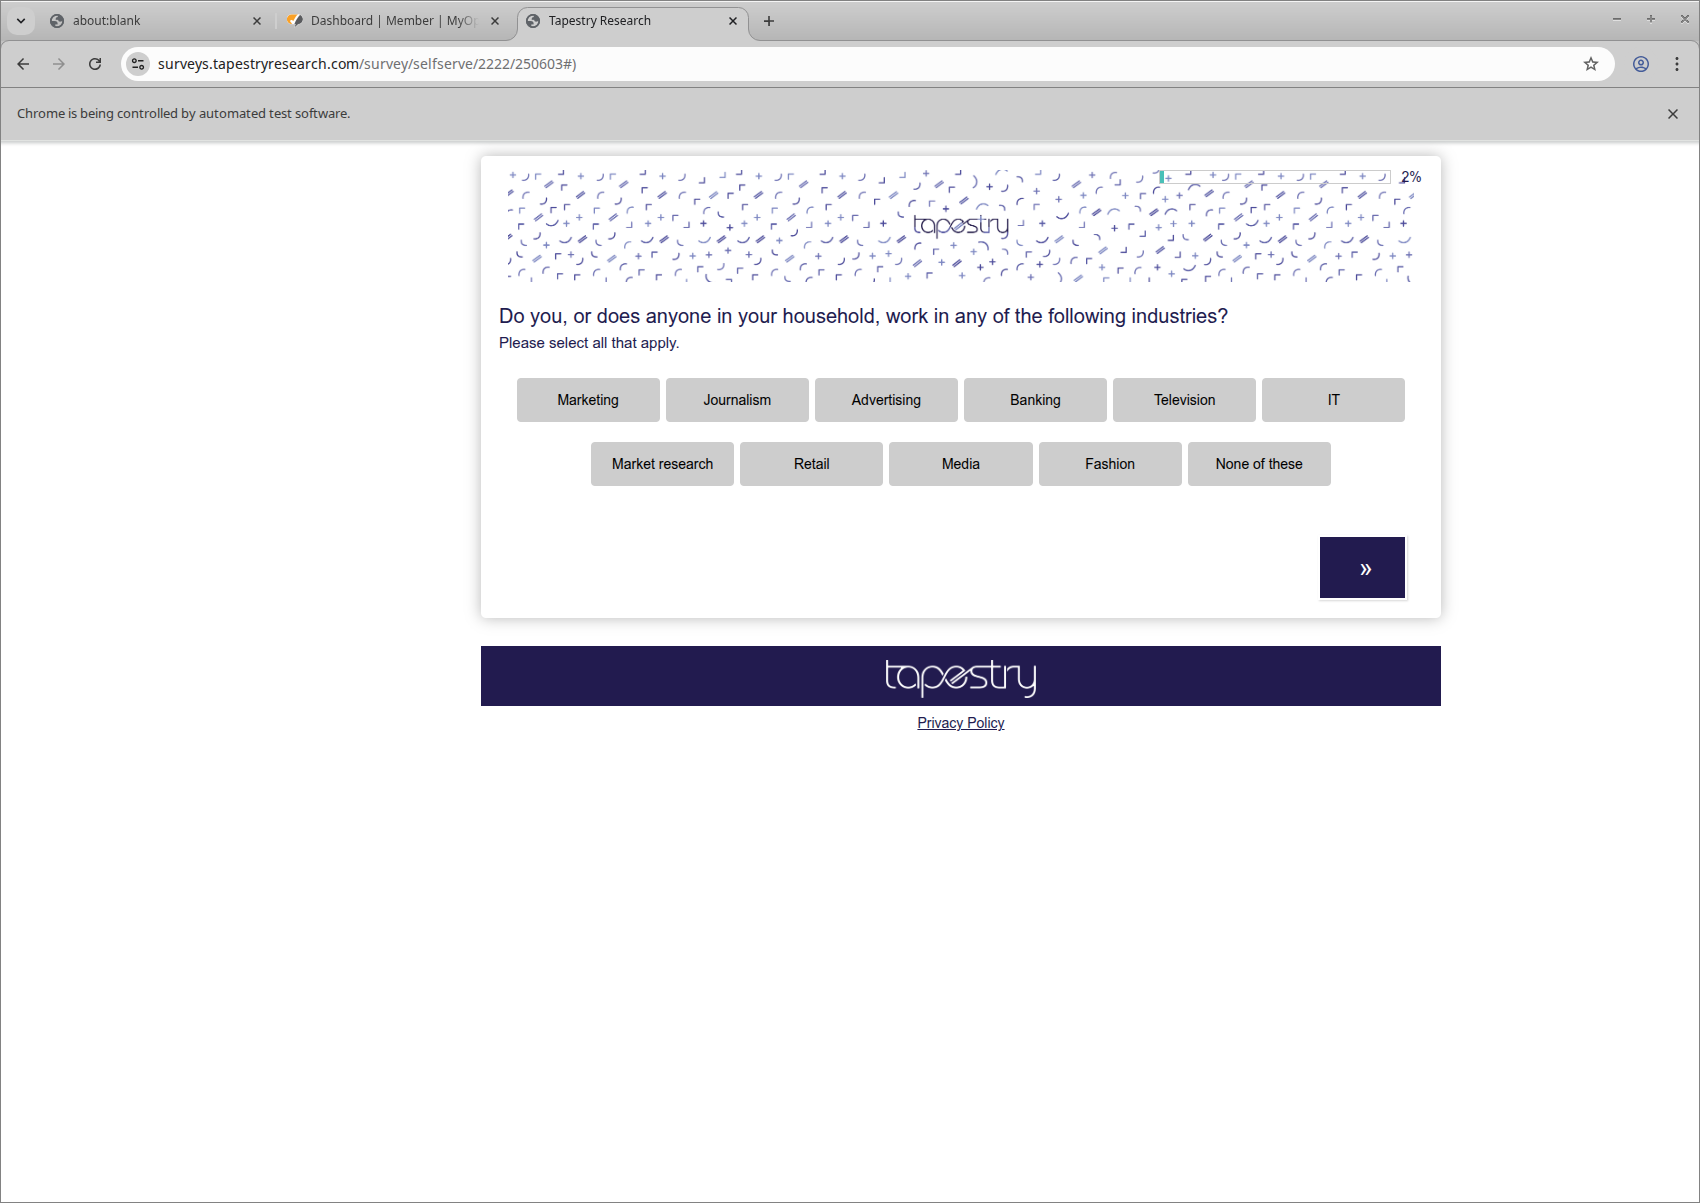 about:blank
Dashboard | Member | MyO
Tapestry Research
surveys.tapestryresearch.com/survey/selfserve/2222/250603#)
Chrome is being controlled by automated test software.
2%
tapestry
Do you, or does anyone in your household, work in any of the following industries?
Please select all that apply.
Marketing
Journalism
Advertising
Banking
Television
IT
Market research
Retail
Media
Fashion
None of these
»
tapestry
Privacy Policy